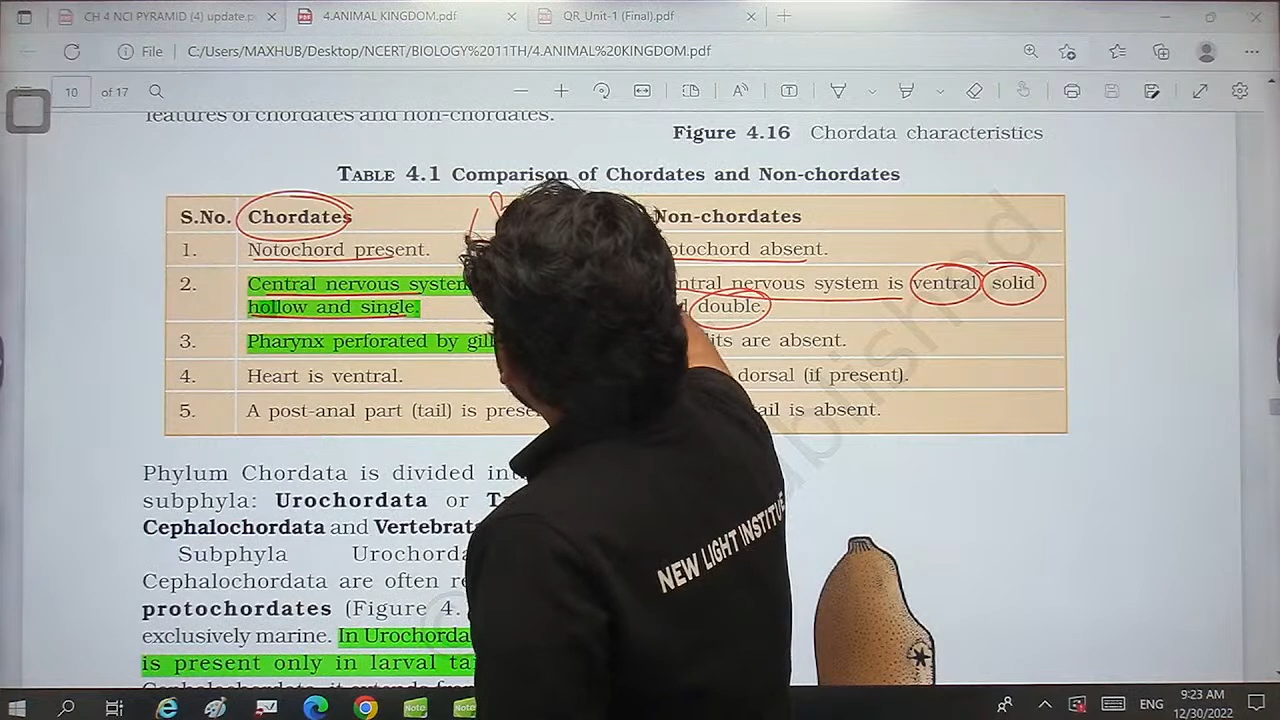 CH 4 NCI PYRAMID (4) update.p
4.ANIMAL KINGDOM.pdf
QR_Unit-1 (Final).pdf
File C:/Users/MAXHUB/Desktop/NCERT/BIOLOGY%2011TH/4.ANIMAL%20KINGDOM.pdf
10 of 17
features of chordates and non-chordates.
Figure 4.16 Chordata characteristics
TABLE 4.1 Comparison of Chordates and Non-chordates
S.No. Chordates Non-chordates
1. Notochord present. otochord absent.
2. Central nervous system ntral nervous system is ventral solid
hollow and single. double.
3. Pharynx perforated by gill its are absent.
4. Heart is ventral. dorsal (if present).
5. A post-anal part (tail) is prese ail is absent.
Phylum Chordata is divided int
subphyla: Urochordata or T
Cephalochordata and Vertebrat
Subphyla Urochorda
Cephalochordata are often re
protochordates (Figure 4.
exclusively marine. In Urochorda
is present only in larval tai
NEW LIGHT INSTITUE
ublished
ENG
9:23 AM
12/30/2022